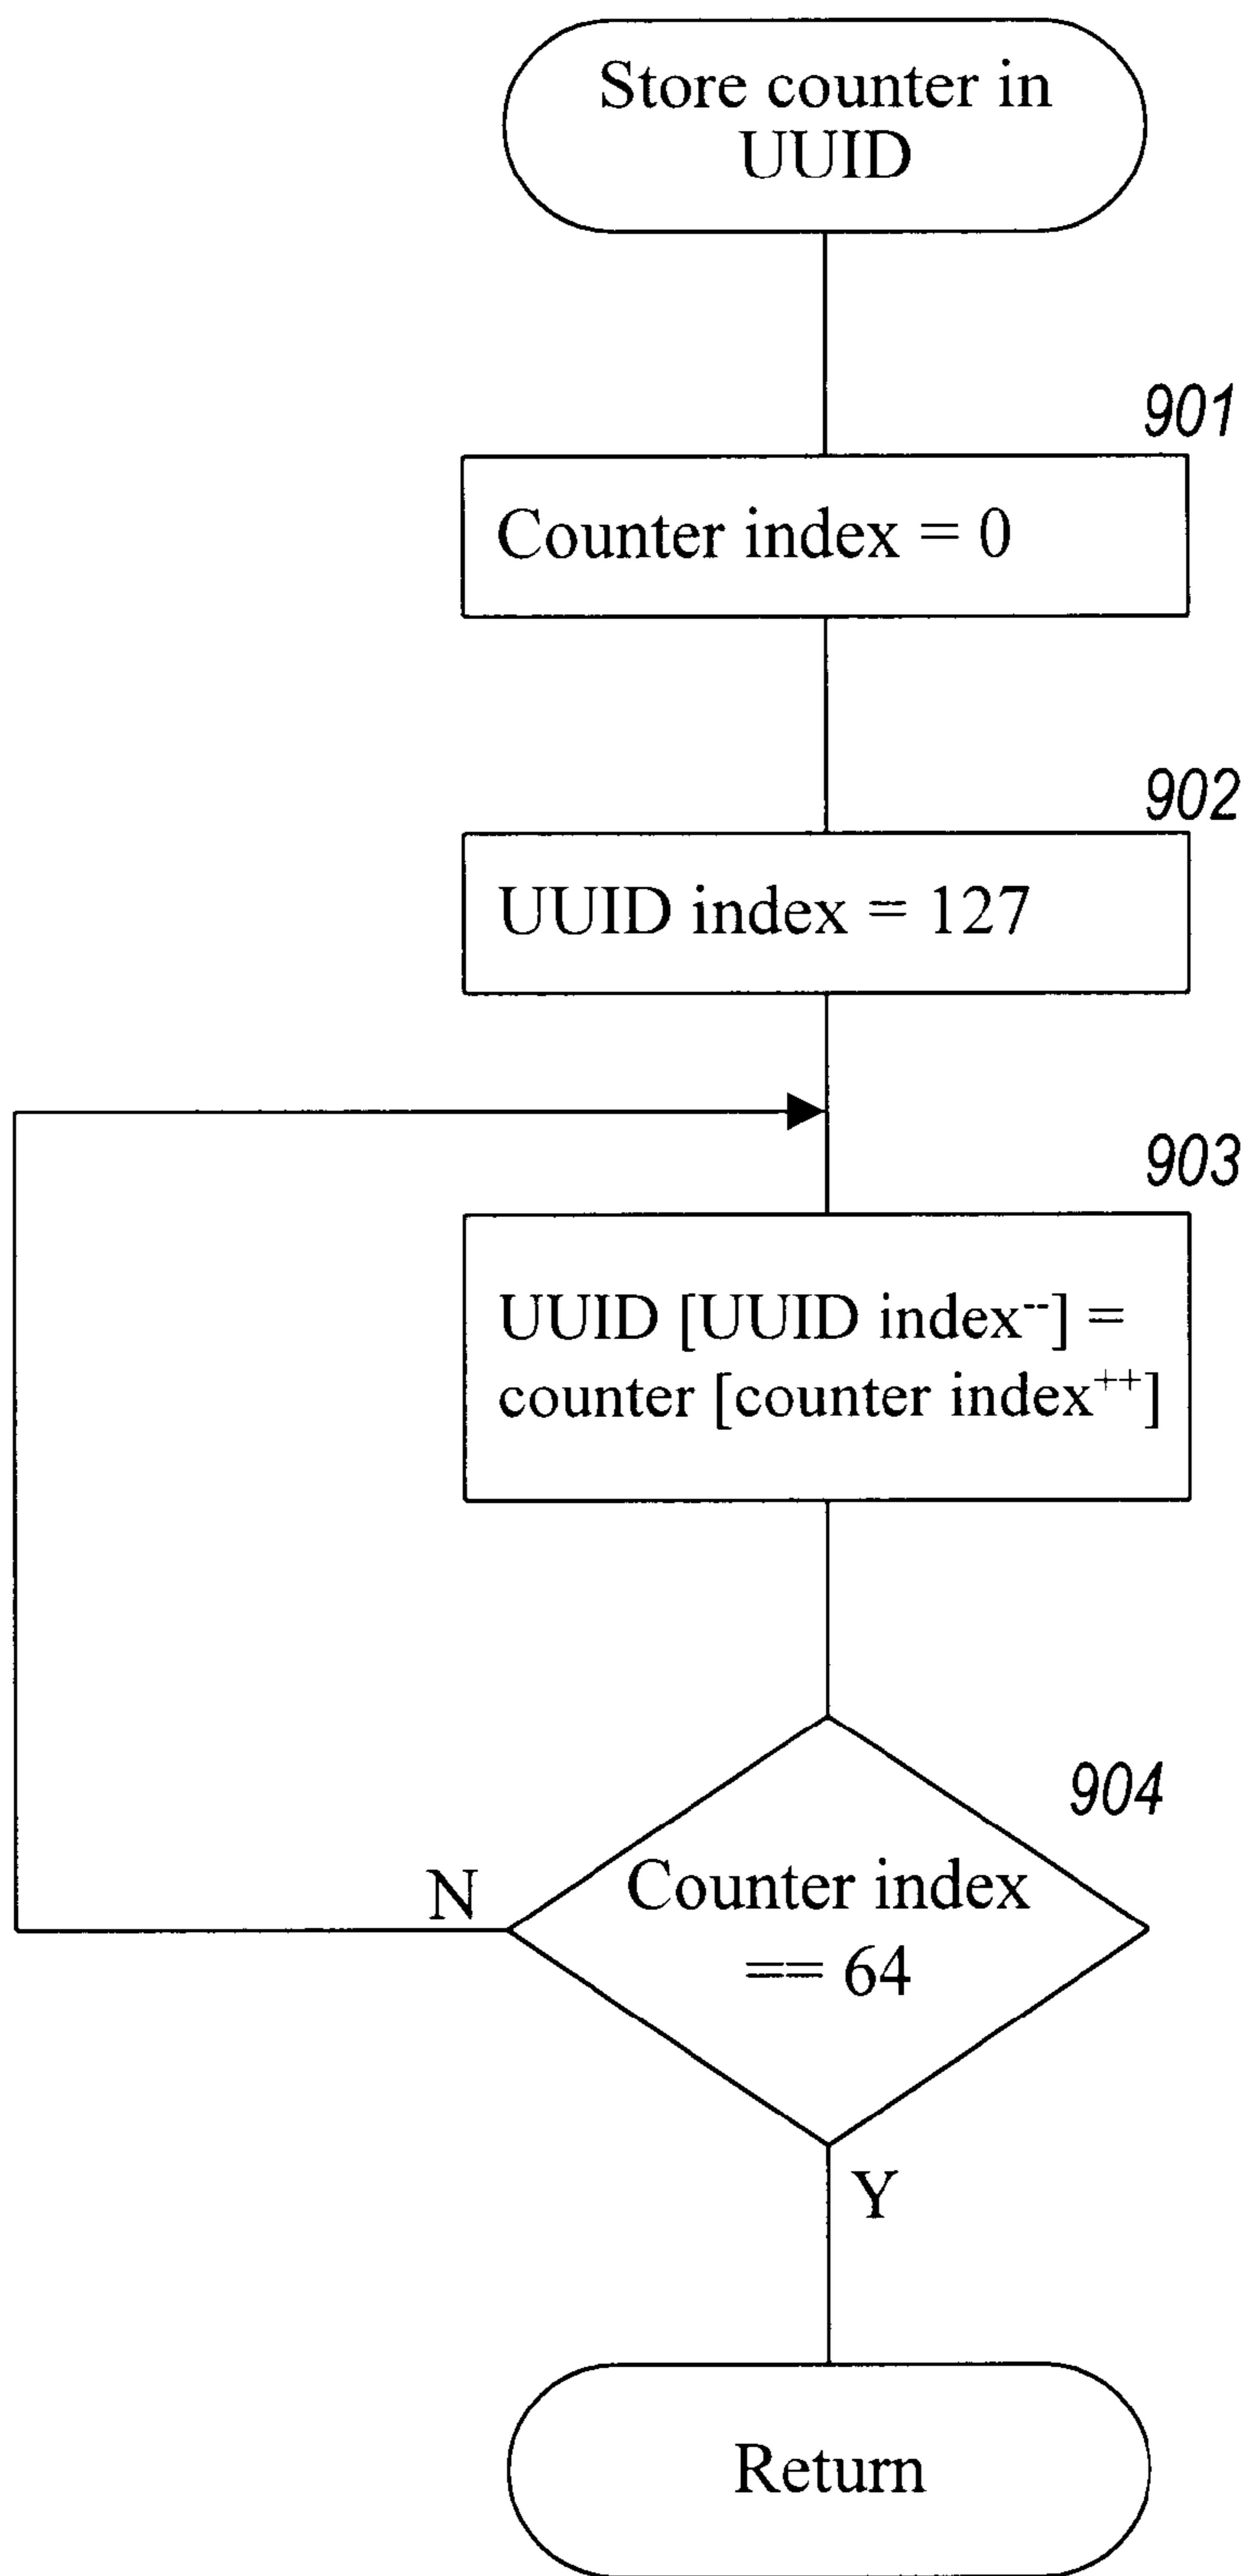 Store counter in
UUID
901
Counter index = 0
902
UUID index = 127
903
UUID [UUID index--] =
counter [counter index++]
904
N
Counter index
== 64
Y
Return